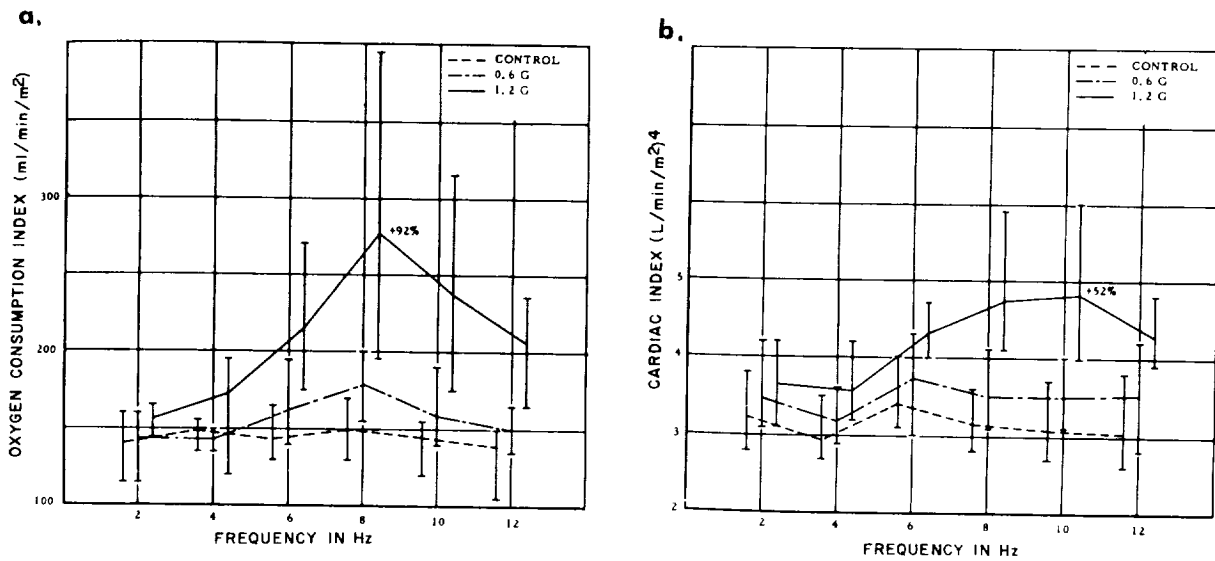 a.
CONTROL
0.6 G
1.2 G
OXYGEN CONSUMPTION INDEX (ml/min/m²)
300
200
100
+92%
2 4 6 8 10 12
FREQUENCY IN Hz
b.
CONTROL
0.6 G
1.2 G
CARDIAC INDEX (L/min/m²)⁴
5
4
3
2
+52%
2 4 6 8 10 12
FREQUENCY IN Hz